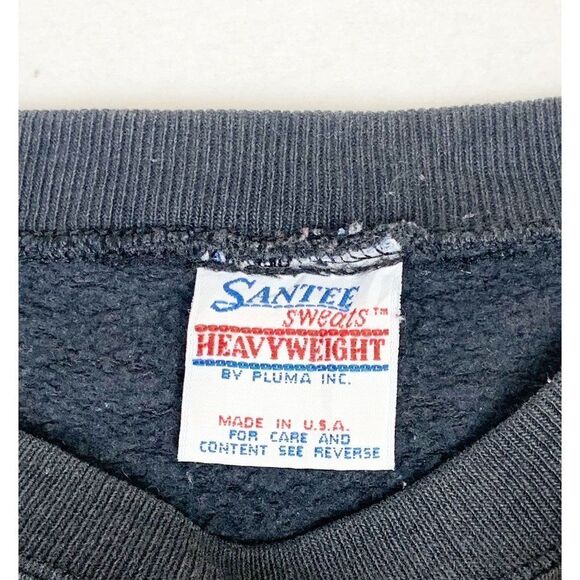 SANTEE
sweats™
HEAVYWEIGHT
BY PLUMA INC.
MADE IN U.S.A.
FOR CARE AND
CONTENT SEE REVERSE